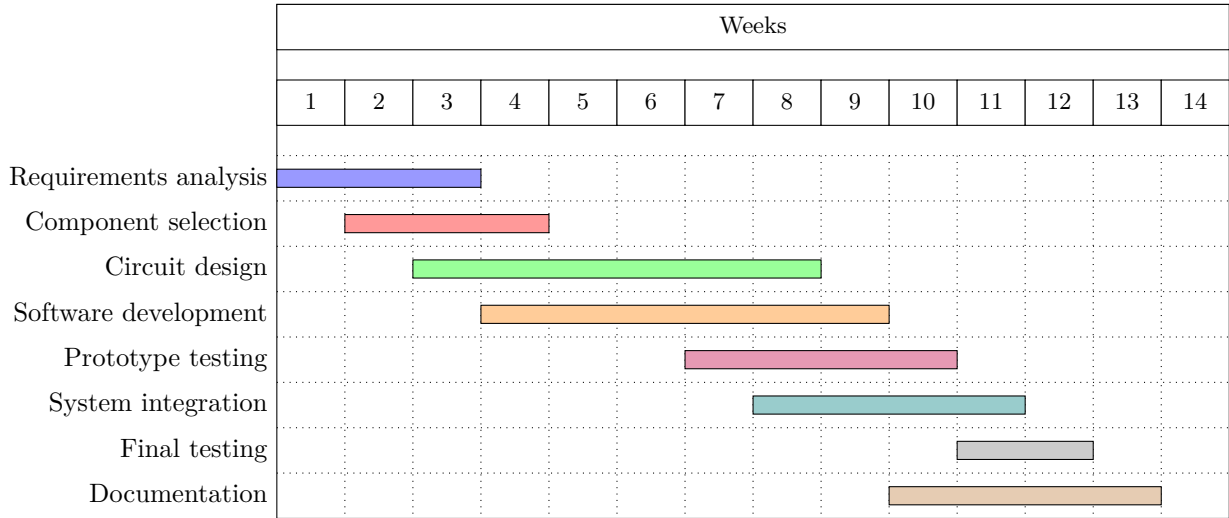 Weeks
1 2 3 4 5 6 7 8 9 10 11 12 13 14
Requirements analysis
Component selection
Circuit design
Software development
Prototype testing
System integration
Final testing
Documentation